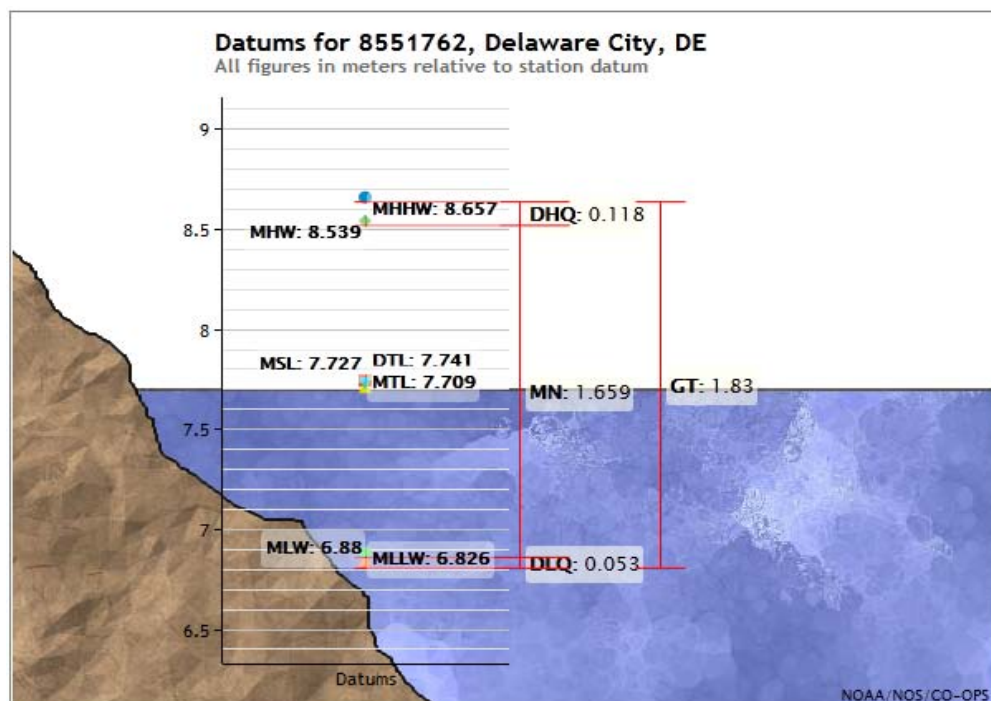 Datums for 8551762, Delaware City, DE
All figures in meters relative to station datum
9
MHHW: 8.657
DHQ: 0.118
8.5
MHW: 8.539
8
MSL: 7.727
DTL: 7.741
MTL: 7.709
MN: 1.659
GT: 1.83
7.5
7
MLW: 6.88
MLLW: 6.826
DLQ: 0.053
6.5
Datums
NOAA/NOS/CO-OPS